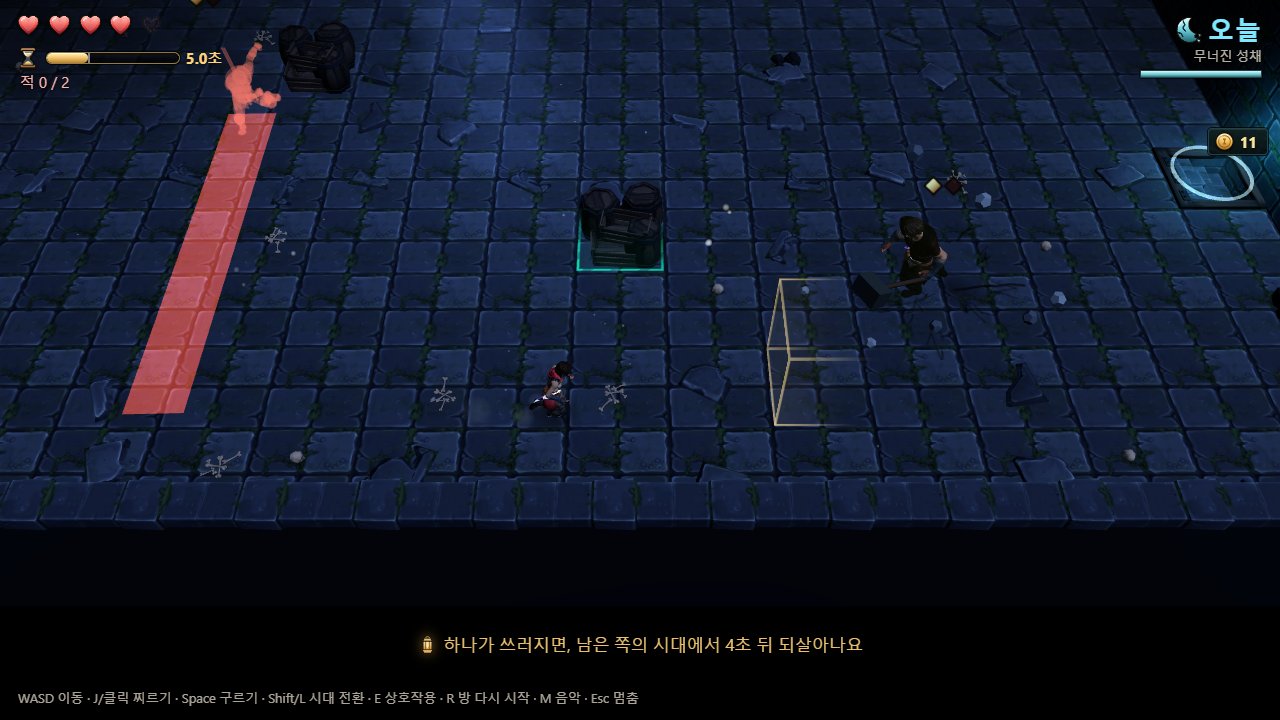 5.0초
적 0 / 2
오늘
무너진 성채
11
하나가 쓰러지면, 남은 쪽의 시대에서 4초 뒤 되살아나요
WASD 이동 · J/클릭 찌르기 · Space 구르기 · Shift/L 시대 전환 · E 상호작용 · R 방 다시 시작 · M 음악 · Esc 멈춤